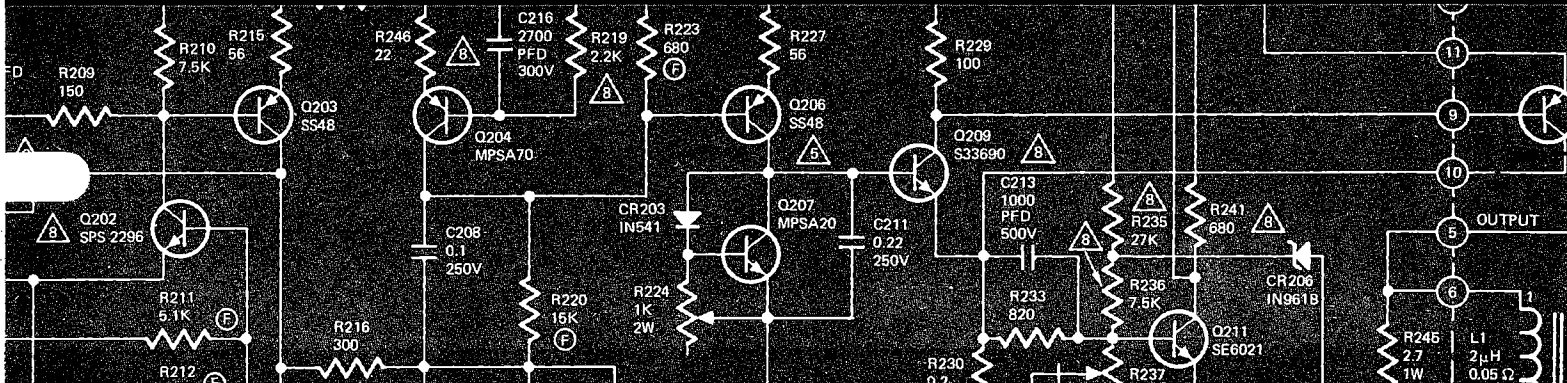 FD
R209
150
8
R210
7.5K
R215
56
Q203
SS48
8
Q202
SPS 2296
R211
5.1K
F
R212
F
R216
300
R246
22
8
C216
2700
PFD
300V
R219
2.2K
8
Q204
MPSA70
C208
0.1
250V
R220
15K
F
R223
680
F
R227
56
Q206
SS48
5
CR203
IN541
Q207
MPSA20
C211
0.22
250V
R224
1K
2W
R229
100
Q209
S33690
8
C213
1000
PFD
500V
R233
820
R230
0.2
8
8
R235
27K
R236
7.5K
R237
R241
680
8
CR206
IN961B
Q211
SE6021
11
9
10
5
OUTPUT
6
R245
2.7
1W
L1
2μH
0.05 Ω
1